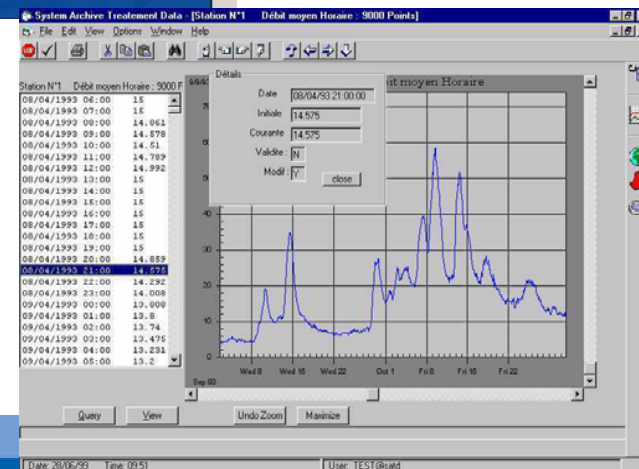 System Archive Treatement Data - [Station N°1 Débit moyen Horaire : 9000 Points]
File Edit View Options Window Help
Station N°1 Débit moyen Horaire : 9000 P
08/04/1993 06:00 15
08/04/1993 07:00 15
08/04/1993 08:00 14.861
08/04/1993 09:00 14.578
08/04/1993 10:00 14.51
08/04/1993 11:00 14.789
08/04/1993 12:00 14.992
08/04/1993 13:00 15
08/04/1993 14:00 15
08/04/1993 15:00 15
08/04/1993 16:00 15
08/04/1993 17:00 15
08/04/1993 18:00 15
08/04/1993 19:00 15
08/04/1993 20:00 14.859
08/04/1993 21:00 14.575
08/04/1993 22:00 14.292
08/04/1993 23:00 14.008
09/04/1993 00:00
09/04/1993 01:00 13.8
09/04/1993 02:00 13.74
09/04/1993 03:00 13.475
09/04/1993 04:00 13.231
09/04/1993 05:00 13.2
Détails
Date 08/04/93 21:00:00
Initiale 14.575
Courante 14.575
Validite : N
Modif : Y
close
bit moyen Horaire
40
30
20
10
0
Wed 8 Wed 15 Wed 22 Oct 1 Fri 8 Fri 15 Fri 22
Sep 93
Query View Undo Zoom Maximize
Date: 28/06/99 Time: 09:51 User: TEST@satd